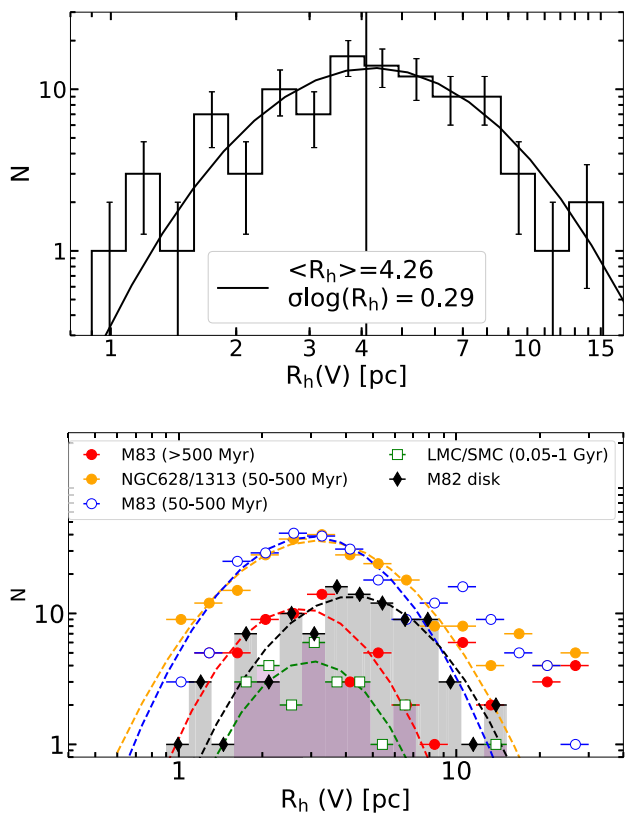 10
1
N
<R_h>=4.26
σlog(R_h) = 0.29
1 2 3 4 5 7 10 15
R_h(V) [pc]
M83 (>500 Myr)
NGC628/1313 (50-500 Myr)
M83 (50-500 Myr)
LMC/SMC (0.05-1 Gyr)
M82 disk
N
10
1
1 10
R_h (V) [pc]